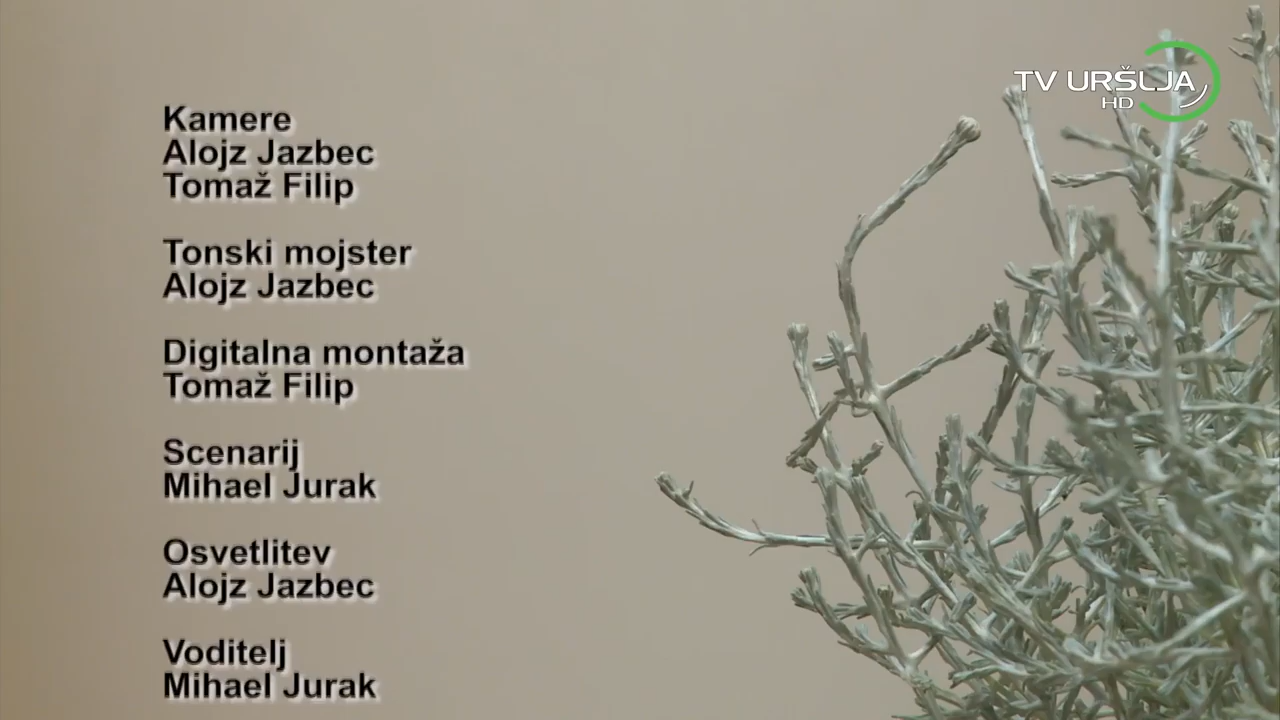 TV URŠLJA
HD
Kamere
Alojz Jazbec
Tomaž Filip
Tonski mojster
Alojz Jazbec
Digitalna montaža
Tomaž Filip
Scenarij
Mihael Jurak
Osvetlitev
Alojz Jazbec
Voditelj
Mihael Jurak